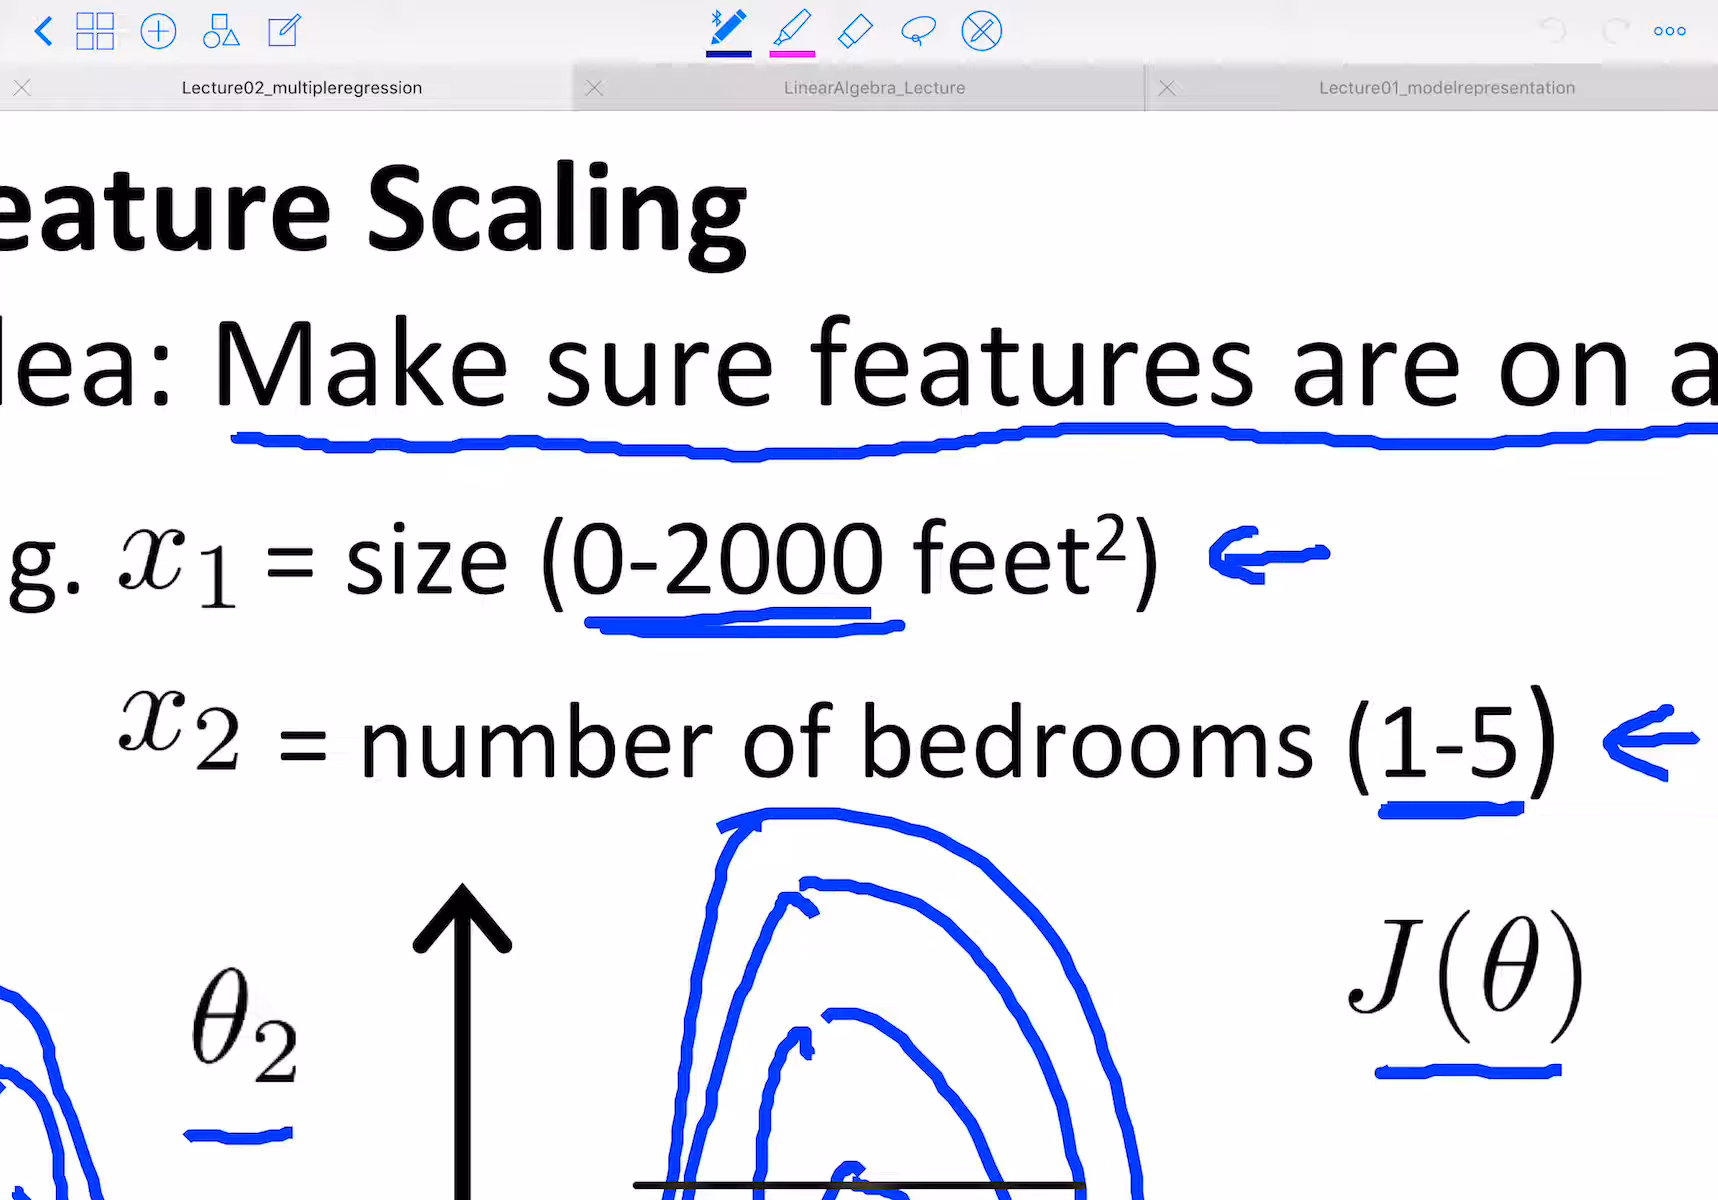 Lecture02_multipleregression LinearAlgebra_Lecture Lecture01_modelrepresentation
eature Scaling
dea: Make sure features are on a
g. x₁ = size (0-2000 feet²)
x₂ = number of bedrooms (1-5)
J(θ)
θ₂